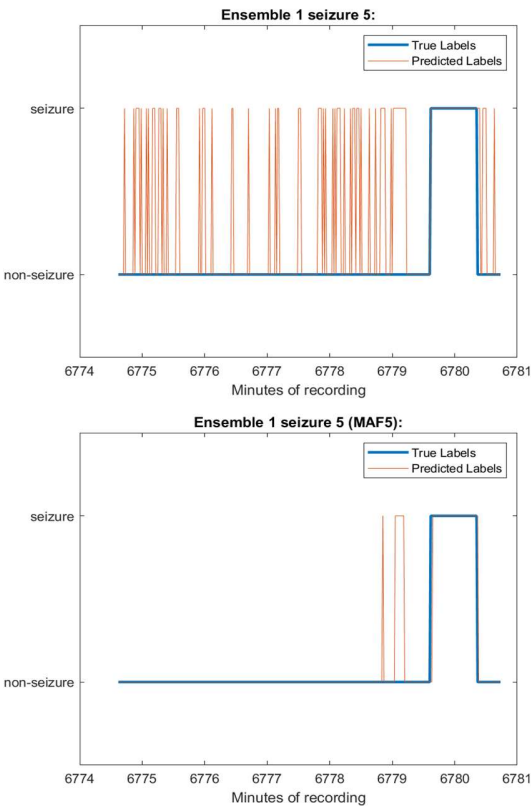 Ensemble 1 seizure 5:
True Labels
Predicted Labels
seizure
non-seizure
6774 6775 6776 6777 6778 6779 6780 6781
Minutes of recording
Ensemble 1 seizure 5 (MAF5):
True Labels
Predicted Labels
seizure
non-seizure
6774 6775 6776 6777 6778 6779 6780 6781
Minutes of recording